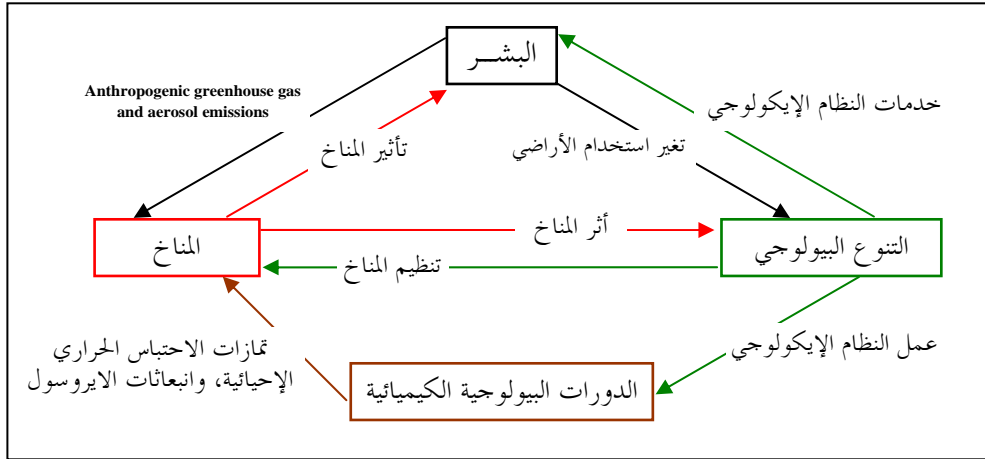 البشــر
Anthropogenic greenhouse gas
and aerosol emissions
خدمات النظام الإيكولوجي
تأثير المناخ
تغير استخدام الأراضي
المناخ
أثر المناخ
التنوع البيولوجي
تنظيم المناخ
تمازات الاحتباس الحراري
الإحيائية، وانبعاثات الايروسول
عمل النظام الإيكولوجي
الدورات البيولوجية الكيميائية